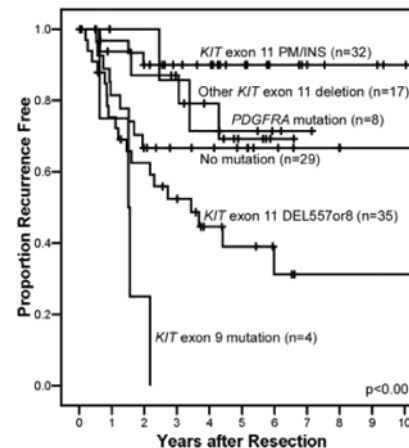 1.0
0.8
0.6
0.4
0.2
0.0
Proportion Recurrence Free
KIT exon 11 PM/INS (n=32)
Other KIT exon 11 deletion (n=17)
PDGFRA mutation (n=8)
No mutation (n=29)
KIT exon 11 DEL557or8 (n=35)
KIT exon 9 mutation (n=4)
p<0.00
0 1 2 3 4 5 6 7 8 9 10
Years after Resection